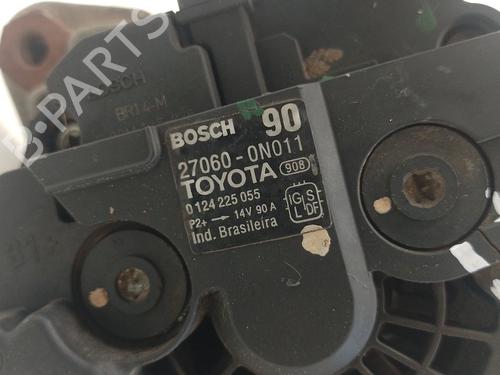 B-PARTS
BOSCH
BR14-M
BOSCH 90
27060-0N011
TOYOTA 908
0 124 225 055
P2+ → 14V 90 A
IG S
L DF
Ind. Brasileira